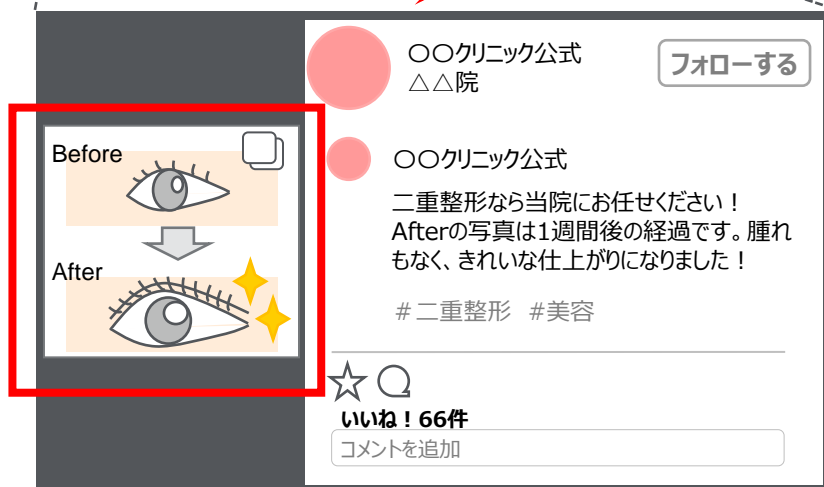 Before
After
〇〇クリニック公式
△△院
フォローする
〇〇クリニック公式
二重整形なら当院にお任せください！
Afterの写真は1週間後の経過です。腫れ
もなく、きれいな仕上がりになりました！
＃二重整形 #美容
いいね！66件
コメントを追加